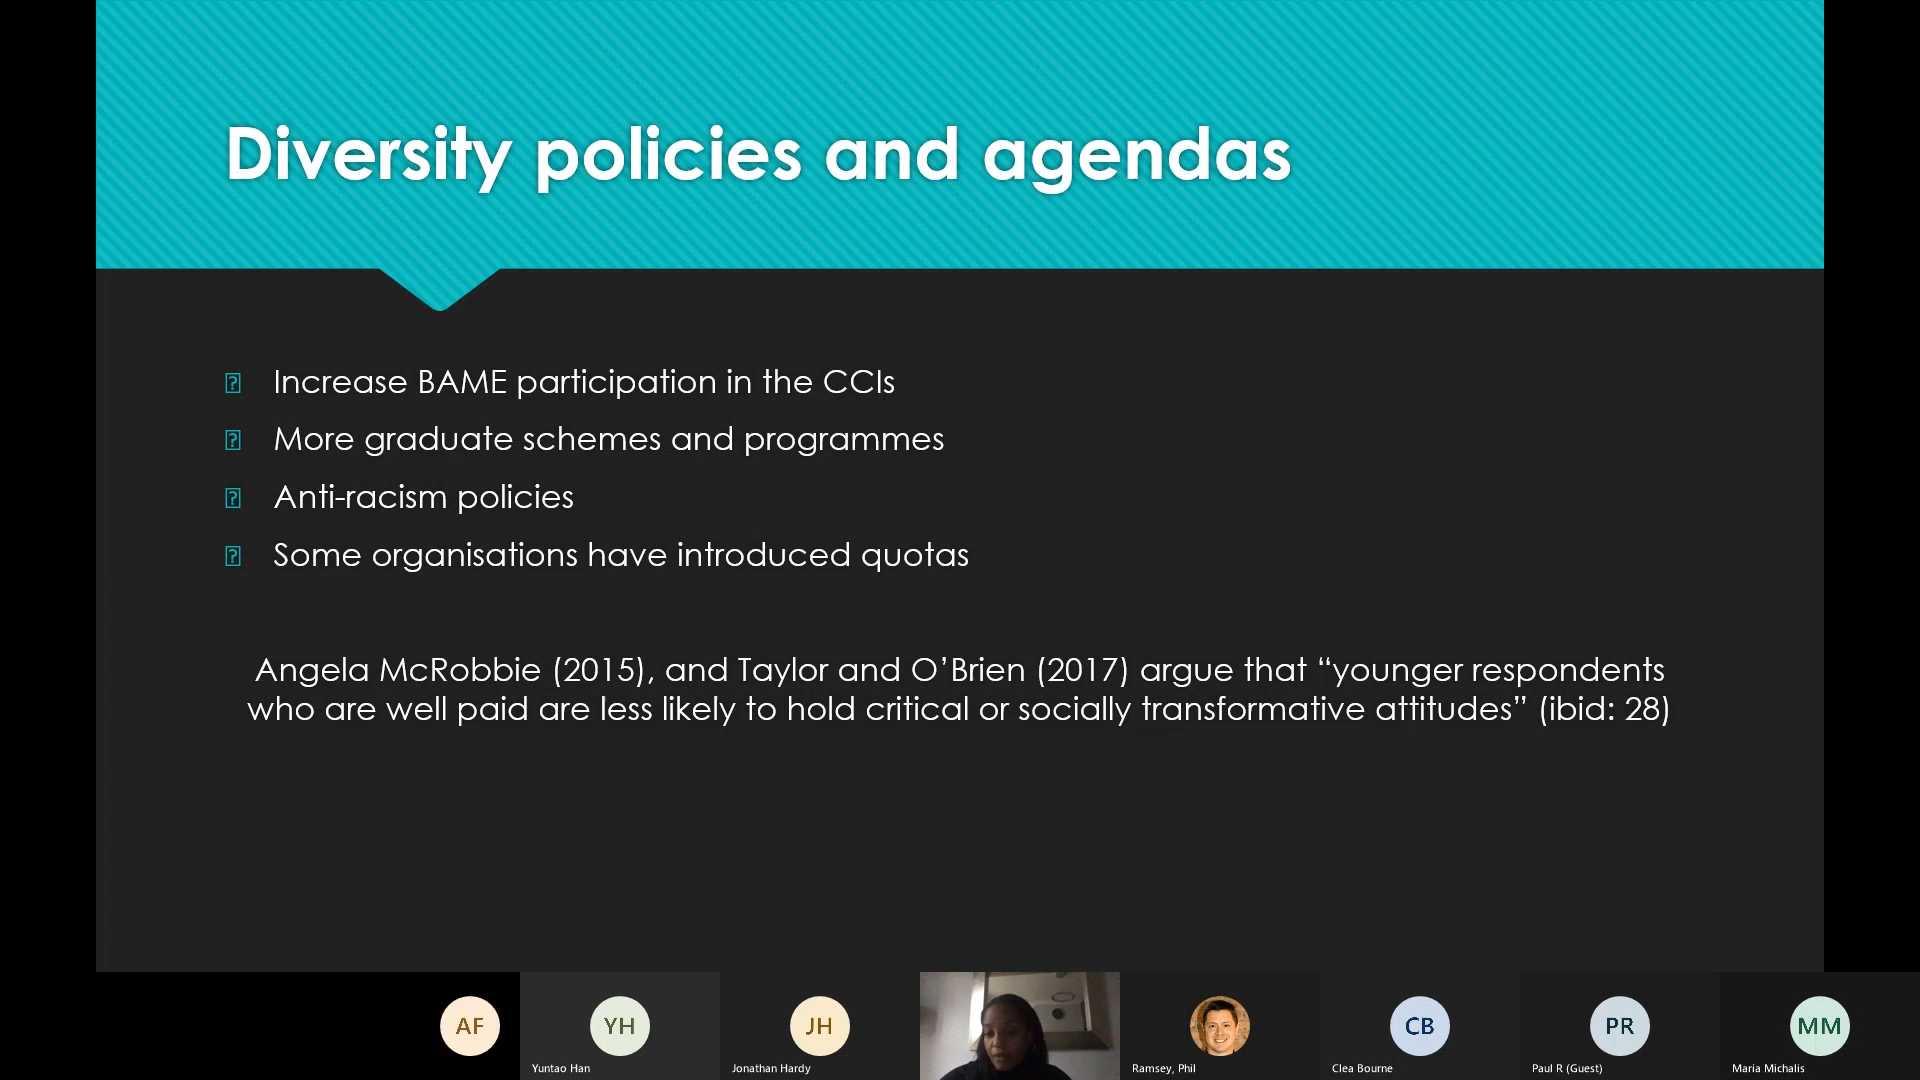 Diversity policies and agendas
Increase BAME participation in the CCIs
More graduate schemes and programmes
Anti-racism policies
Some organisations have introduced quotas
Angela McRobbie (2015), and Taylor and O’Brien (2017) argue that “younger respondents
who are well paid are less likely to hold critical or socially transformative attitudes” (ibid: 28)
AF
YH
JH
CB
PR
MM
Yuntao Han
Jonathan Hardy
Ramsey, Phil
Clea Bourne
Paul R (Guest)
Maria Michalis